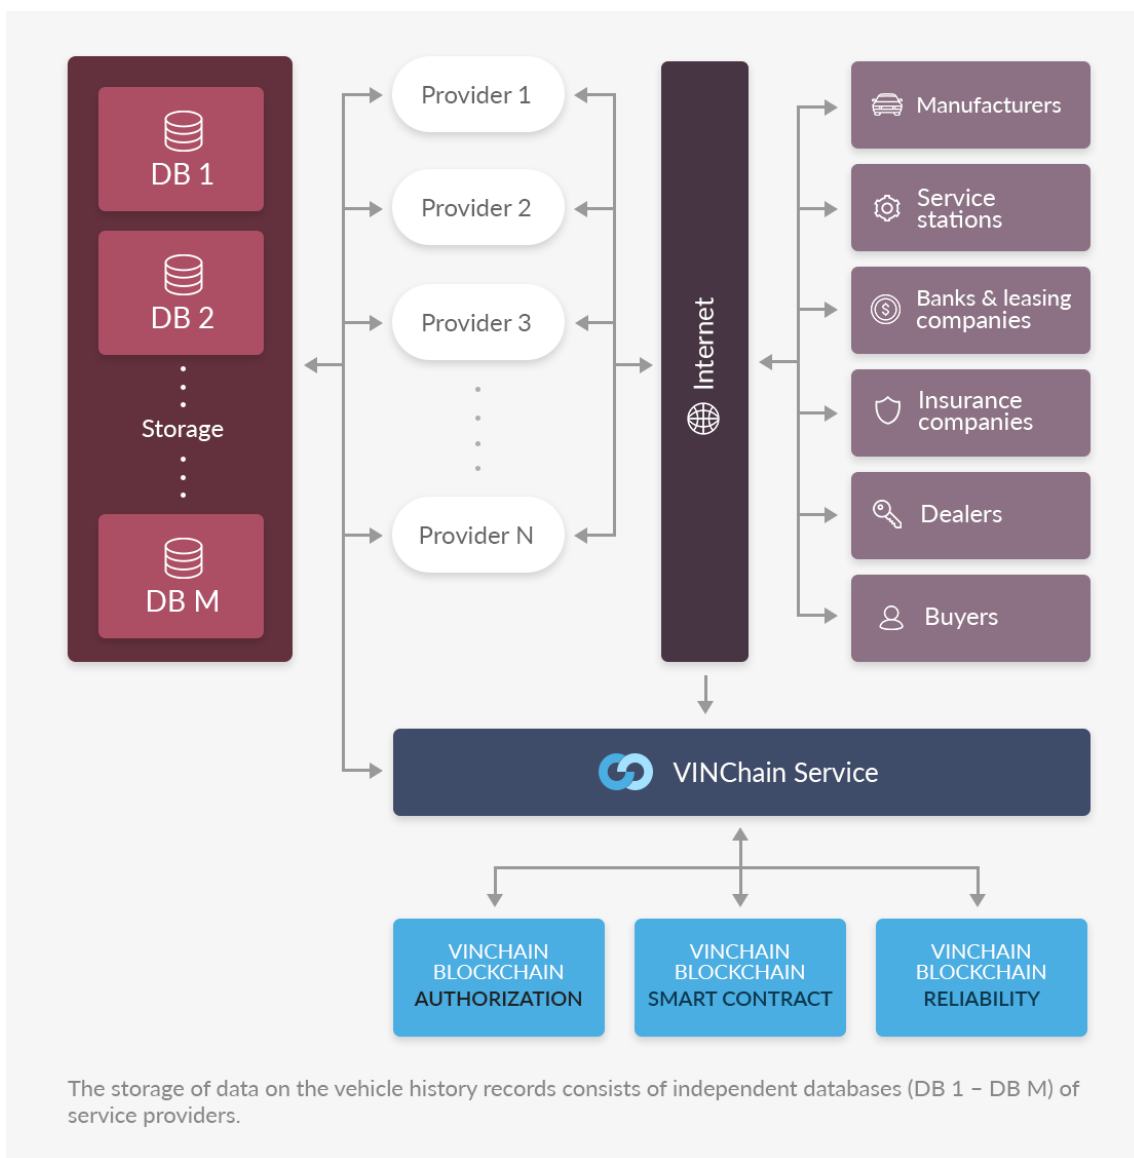 DB 1
DB 2
Storage
DB M
Provider 1
Provider 2
Provider 3
Provider N
Internet
Manufacturers
Service
stations
Banks & leasing
companies
Insurance
companies
Dealers
Buyers
VINChain Service
VINCHAIN
BLOCKCHAIN
AUTHORIZATION
VINCHAIN
BLOCKCHAIN
SMART CONTRACT
VINCHAIN
BLOCKCHAIN
RELIABILITY
The storage of data on the vehicle history records consists of independent databases (DB 1 – DB M) of
service providers.